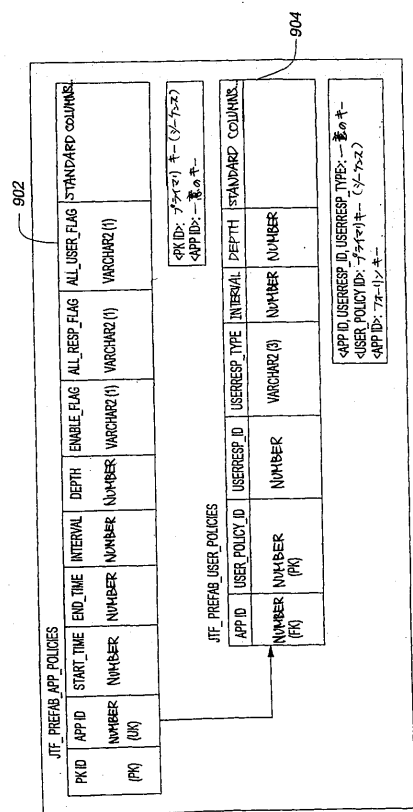 902
JTF_PREFAB_APP_POLICIES
PK ID APP ID START_TIME END_TIME INTERVAL DEPTH ENABLE_FLAG ALL_RESP_FLAG ALL_USER_FLAG STANDARD COLUMNS...
NUMBER NUMBER NUMBER NUMBER NUMBER VARCHAR2 (1) VARCHAR2 (1) VARCHAR2 (1)
(PK) (UK)
<PK ID>: プライマリ キー (シーケンス)
<APP ID>: 一意のキー
904
JTF_PREFAB_USER_POLICIES
APP ID USER_POLICY_ID USERRESP_ID USERRESP_TYPE INTERVAL DEPTH STANDARD COLUMNS...
NUMBER NUMBER NUMBER VARCHAR2 (3) NUMBER NUMBER
(FK) (PK)
<APP ID, USERRESP_ID, USERRESP_TYPE>: 一意のキー
<USER_POLICY ID>: プライマリキー (シーケンス)
<APP ID>: フォーリンキー